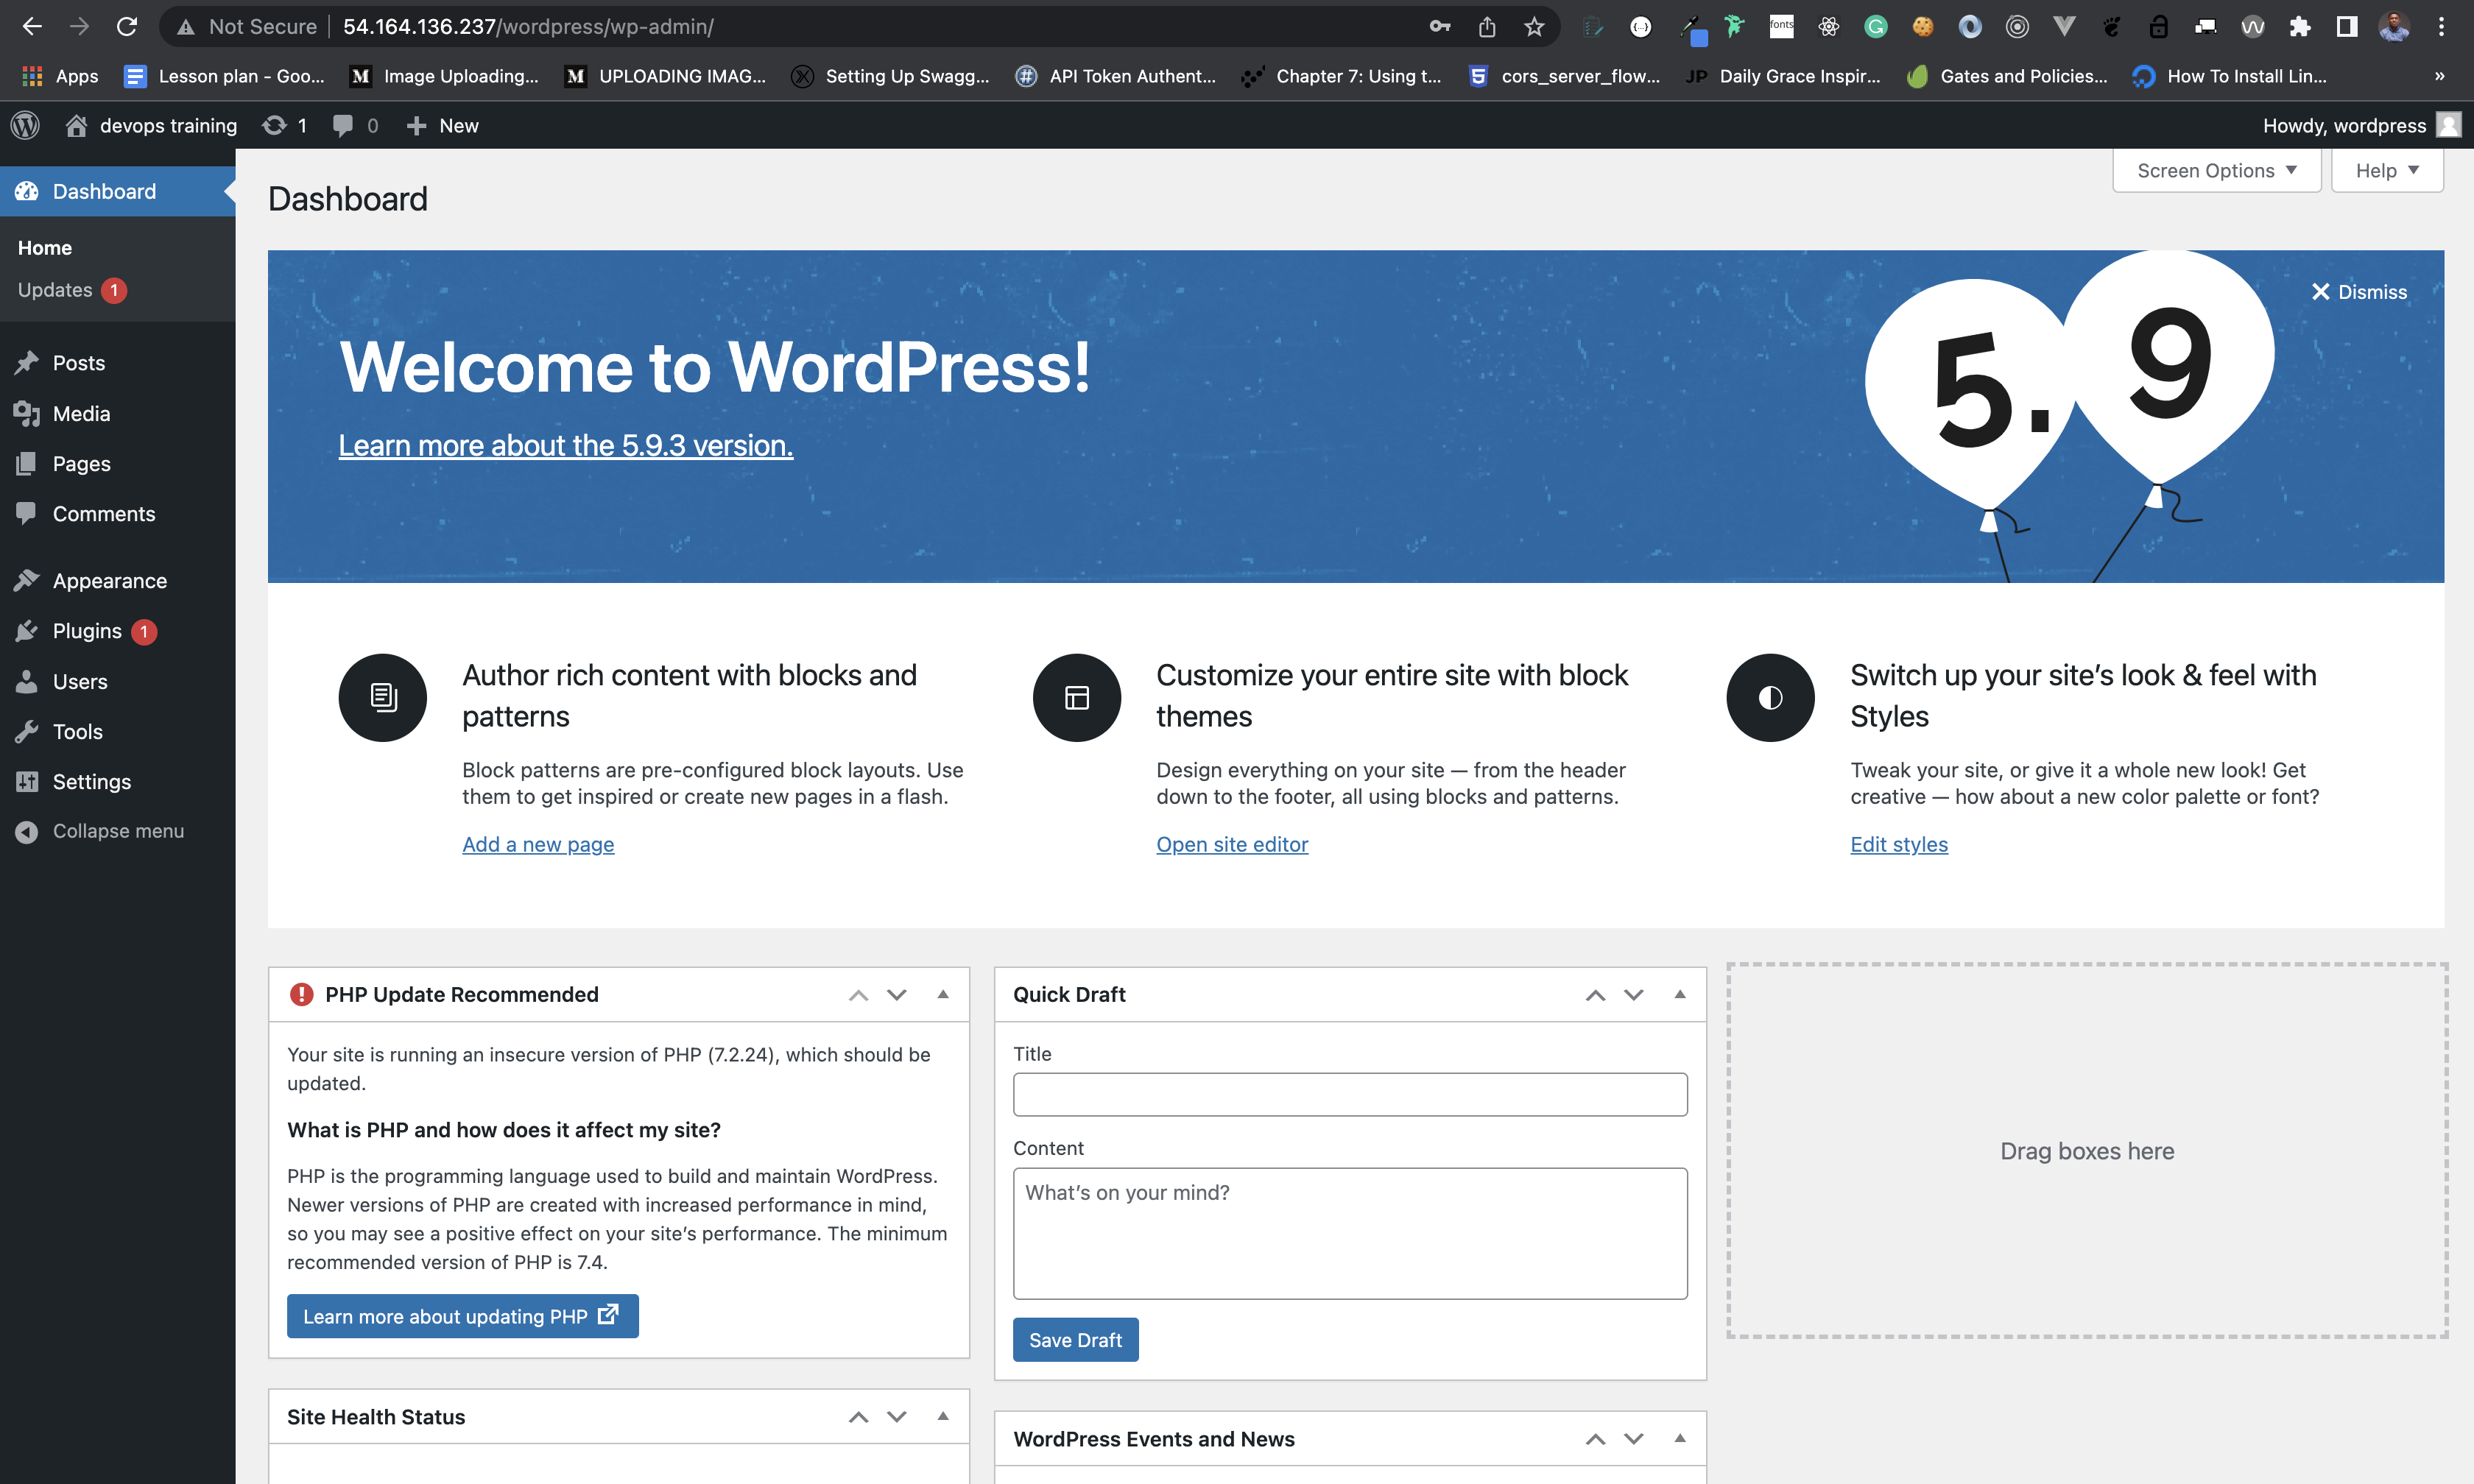 Not Secure 54.164.136.237/wordpress/wp-admin/
fonts
Apps Lesson plan - Goo... Image Uploading... UPLOADING IMAG... Setting Up Swagg... API Token Authent... Chapter 7: Using t... cors_server_flow... JP Daily Grace Inspir... Gates and Policies... How To Install Lin... »
devops training 1 0 + New Howdy, wordpress
Dashboard
Home
Updates 1
Posts
Media
Pages
Comments
Appearance
Plugins 1
Users
Tools
Settings
Collapse menu
Screen Options Help
Dashboard
Dismiss
Welcome to WordPress!
Learn more about the 5.9.3 version.
5.9
Author rich content with blocks and
patterns
Block patterns are pre-configured block layouts. Use
them to get inspired or create new pages in a flash.
Add a new page
Customize your entire site with block
themes
Design everything on your site — from the header
down to the footer, all using blocks and patterns.
Open site editor
Switch up your site’s look & feel with
Styles
Tweak your site, or give it a whole new look! Get
creative — how about a new color palette or font?
Edit styles
PHP Update Recommended
Your site is running an insecure version of PHP (7.2.24), which should be
updated.
What is PHP and how does it affect my site?
PHP is the programming language used to build and maintain WordPress.
Newer versions of PHP are created with increased performance in mind,
so you may see a positive effect on your site’s performance. The minimum
recommended version of PHP is 7.4.
Learn more about updating PHP
Site Health Status
Quick Draft
Title
Content
What’s on your mind?
Save Draft
WordPress Events and News
Drag boxes here